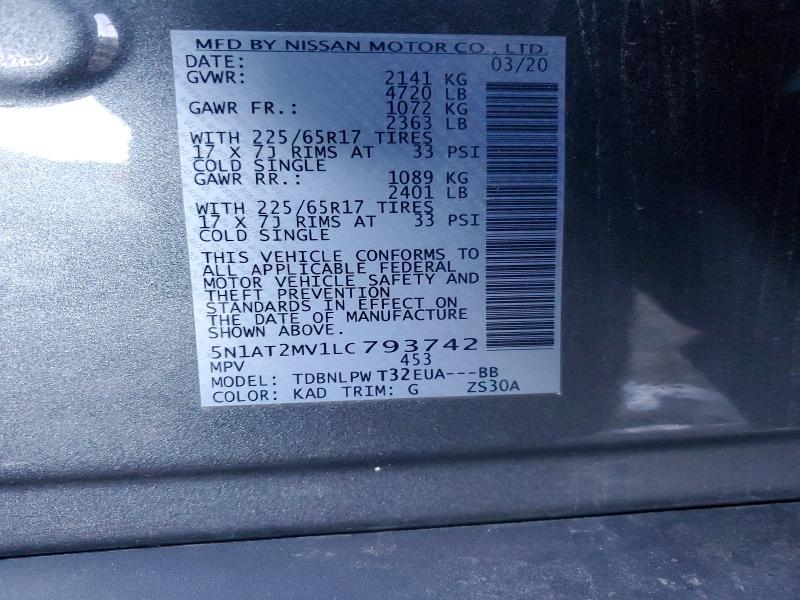 MFD BY NISSAN MOTOR CO., LTD.
DATE: 03/20
GVWR: 2141 KG
4720 LB
GAWR FR.: 1072 KG
2363 LB
WITH 225/65R17 TIRES
17 X 7J RIMS AT 33 PSI
COLD SINGLE
GAWR RR.: 1089 KG
2401 LB
WITH 225/65R17 TIRES
17 X 7J RIMS AT 33 PSI
COLD SINGLE
THIS VEHICLE CONFORMS TO
ALL APPLICABLE FEDERAL
MOTOR VEHICLE SAFETY AND
THEFT PREVENTION
STANDARDS IN EFFECT ON
THE DATE OF MANUFACTURE
SHOWN ABOVE.
5N1AT2MV1LC793742
MPV 453
MODEL: TDBNLPW T32EUA---BB
COLOR: KAD TRIM: G ZS30A